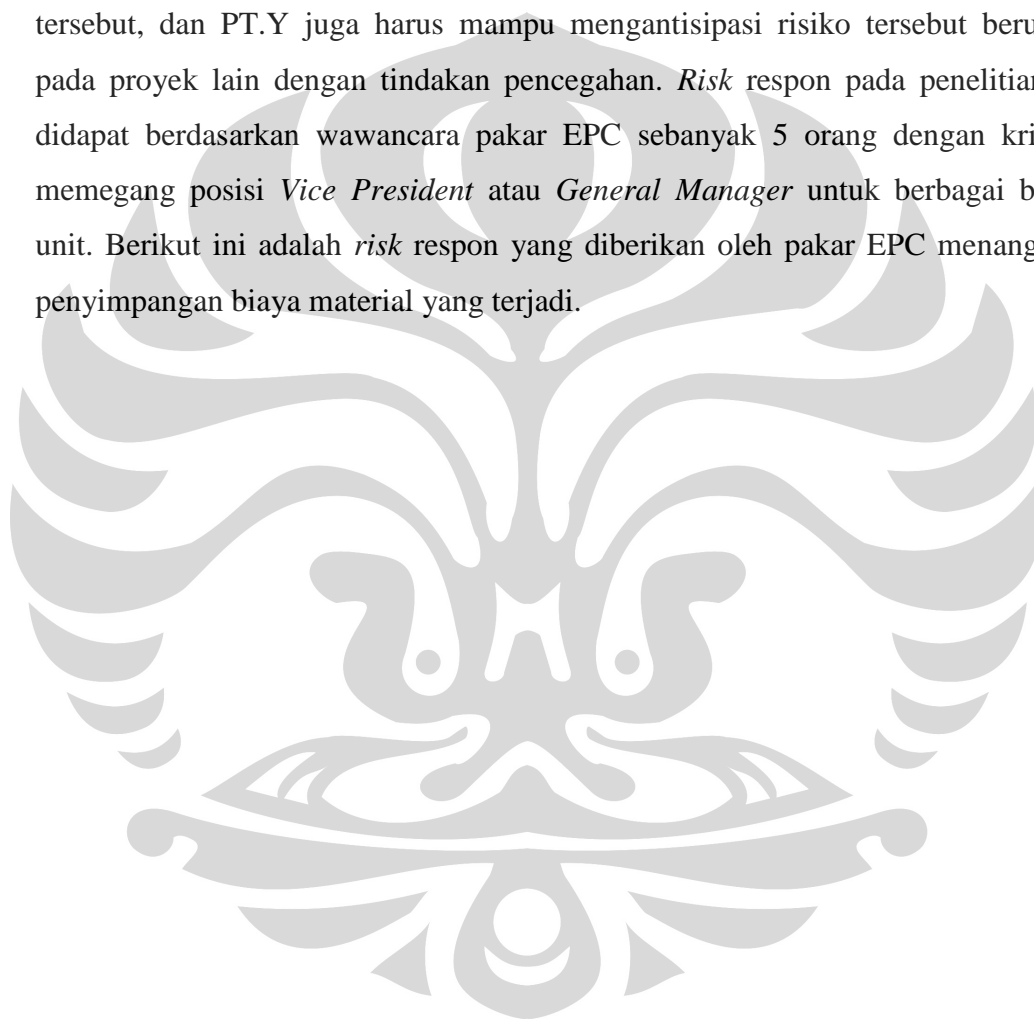 tersebut, dan PT.Y juga harus mampu mengantisipasi risiko tersebut beru
pada proyek lain dengan tindakan pencegahan. Risk respon pada penelitian
didapat berdasarkan wawancara pakar EPC sebanyak 5 orang dengan kri
memegang posisi Vice President atau General Manager untuk berbagai b
unit. Berikut ini adalah risk respon yang diberikan oleh pakar EPC menang
penyimpangan biaya material yang terjadi.